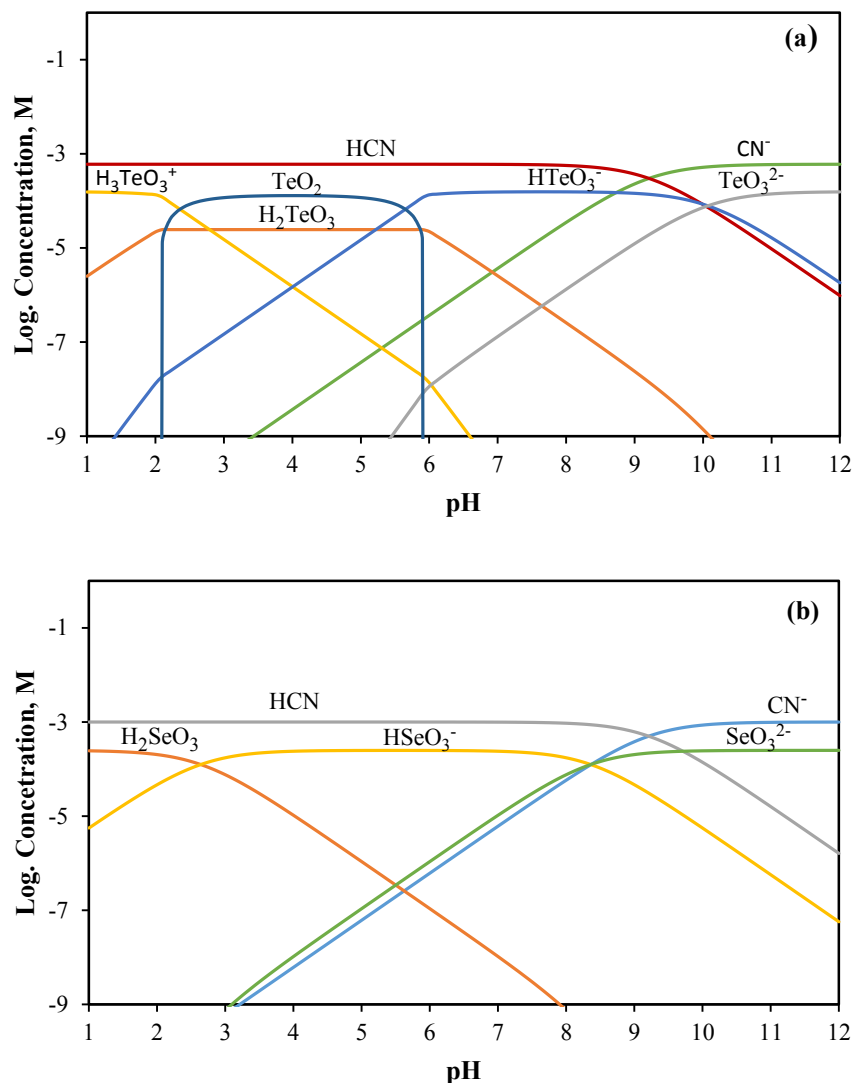 (a)
-1
-3
-5
-7
-9
Log. Concentration, M
HCN
CN⁻
H₃TeO₃⁺
TeO₂
HTeO₃⁻
TeO₃²⁻
H₂TeO₃
1 2 3 4 5 6 7 8 9 10 11 12
pH
(b)
-1
-3
-5
-7
-9
Log. Concetration, M
HCN
CN⁻
H₂SeO₃
HSeO₃⁻
SeO₃²⁻
1 2 3 4 5 6 7 8 9 10 11 12
pH